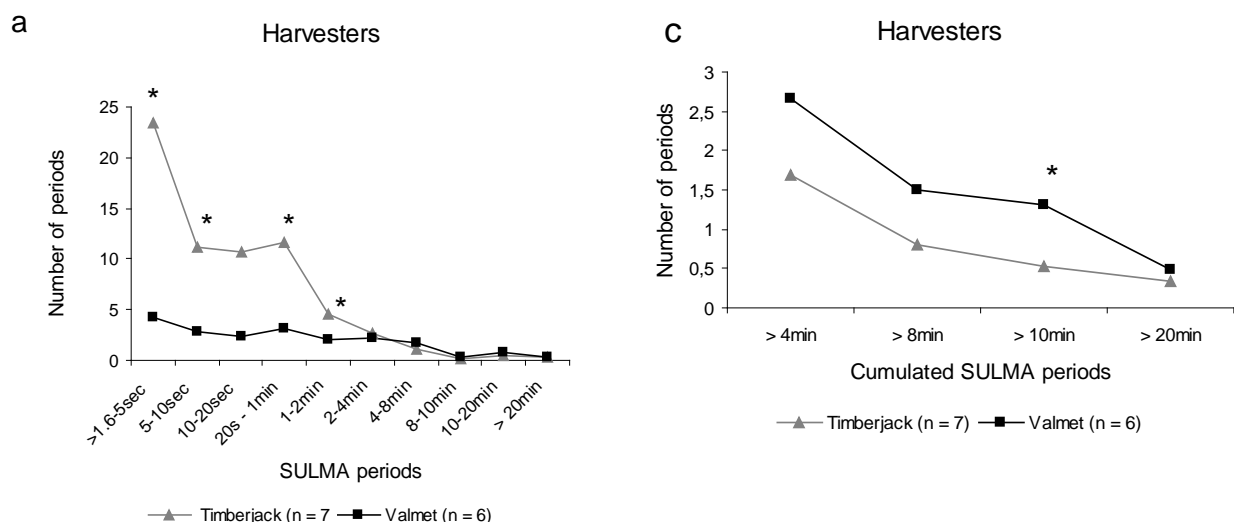 a
Harvesters
Number of periods
25
20
15
10
5
0
*
*
*
*
>1.6-5sec
5-10sec
10-20sec
20s - 1min
1-2min
2-4min
4-8min
8-10min
10-20min
> 20min
SULMA periods
Timberjack (n = 7
Valmet (n = 6)
c
Harvesters
Number of periods
3
2,5
2
1,5
1
0,5
0
*
> 4min
> 8min
> 10min
> 20min
Cumulated SULMA periods
Timberjack (n = 7)
Valmet (n = 6)